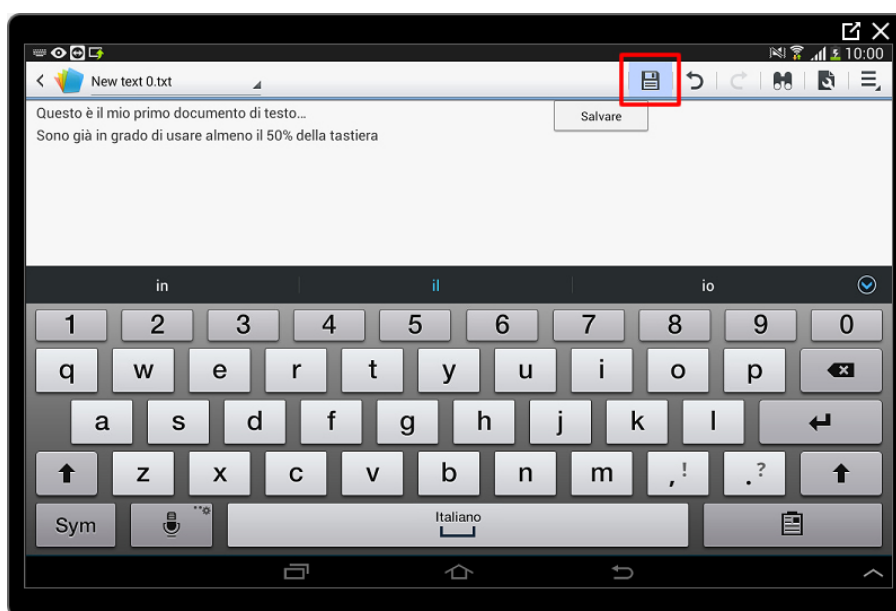 10:00
New text 0.txt
Questo è il mio primo documento di testo...
Salvare
Sono già in grado di usare almeno il 50% della tastiera
in il io
1 2 3 4 5 6 7 8 9 0
q w e r t y u i o p
a s d f g h j k l
z x c v b n m ,! .?
Sym Italiano